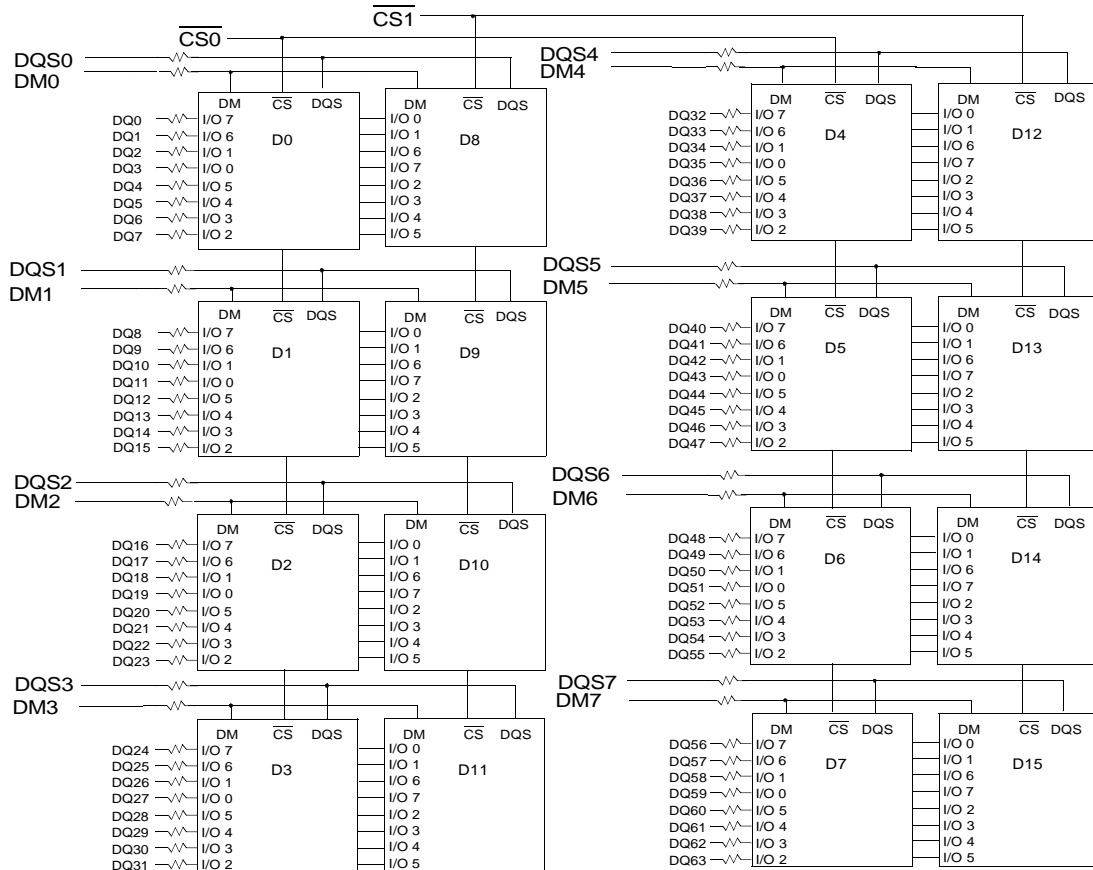 CS1
CS0
DQS0
DM0
DM CS DQS
D0
DQ0 I/O 7
DQ1 I/O 6
DQ2 I/O 1
DQ3 I/O 0
DQ4 I/O 5
DQ5 I/O 4
DQ6 I/O 3
DQ7 I/O 2
DM CS DQS
D8
I/O 0
I/O 1
I/O 6
I/O 7
I/O 2
I/O 3
I/O 4
I/O 5
DQS1
DM1
DM CS DQS
D1
DQ8 I/O 7
DQ9 I/O 6
DQ10 I/O 1
DQ11 I/O 0
DQ12 I/O 5
DQ13 I/O 4
DQ14 I/O 3
DQ15 I/O 2
DM CS DQS
D9
I/O 0
I/O 1
I/O 6
I/O 7
I/O 2
I/O 3
I/O 4
I/O 5
DQS2
DM2
DM CS DQS
D2
DQ16 I/O 7
DQ17 I/O 6
DQ18 I/O 1
DQ19 I/O 0
DQ20 I/O 5
DQ21 I/O 4
DQ22 I/O 3
DQ23 I/O 2
DM CS DQS
D10
I/O 0
I/O 1
I/O 6
I/O 7
I/O 2
I/O 3
I/O 4
I/O 5
DQS3
DM3
DM CS DQS
D3
DQ24 I/O 7
DQ25 I/O 6
DQ26 I/O 1
DQ27 I/O 0
DQ28 I/O 5
DQ29 I/O 4
DQ30 I/O 3
DQ31 I/O 2
DM CS DQS
D11
I/O 0
I/O 1
I/O 6
I/O 7
I/O 2
I/O 3
I/O 4
I/O 5
DQS4
DM4
DM CS DQS
D4
DQ32 I/O 7
DQ33 I/O 6
DQ34 I/O 1
DQ35 I/O 0
DQ36 I/O 5
DQ37 I/O 4
DQ38 I/O 3
DQ39 I/O 2
DM CS DQS
D12
I/O 0
I/O 1
I/O 6
I/O 7
I/O 2
I/O 3
I/O 4
I/O 5
DQS5
DM5
DM CS DQS
D5
DQ40 I/O 7
DQ41 I/O 6
DQ42 I/O 1
DQ43 I/O 0
DQ44 I/O 5
DQ45 I/O 4
DQ46 I/O 3
DQ47 I/O 2
DM CS DQS
D13
I/O 0
I/O 1
I/O 6
I/O 7
I/O 2
I/O 3
I/O 4
I/O 5
DQS6
DM6
DM CS DQS
D6
DQ48 I/O 7
DQ49 I/O 6
DQ50 I/O 1
DQ51 I/O 0
DQ52 I/O 5
DQ53 I/O 4
DQ54 I/O 3
DQ55 I/O 2
DM CS DQS
D14
I/O 0
I/O 1
I/O 6
I/O 7
I/O 2
I/O 3
I/O 4
I/O 5
DQS7
DM7
DM CS DQS
D7
DQ56 I/O 7
DQ57 I/O 6
DQ58 I/O 1
DQ59 I/O 0
DQ60 I/O 5
DQ61 I/O 4
DQ62 I/O 3
DQ63 I/O 2
DM CS DQS
D15
I/O 0
I/O 1
I/O 6
I/O 7
I/O 2
I/O 3
I/O 4
I/O 5